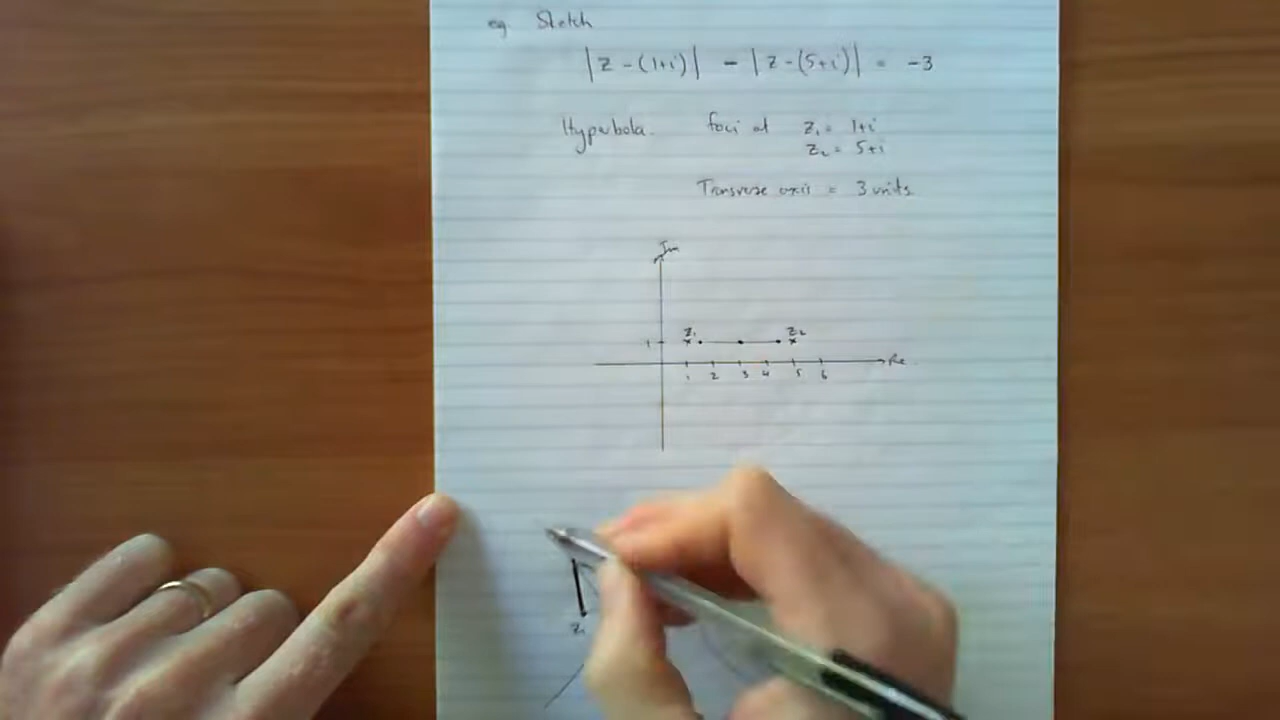 eg Sketch
|z-(1+i)| - |z-(5+i)| = -3
Hyperbola. foci at z₁ = 1+i
z₂ = 5+i
Transverse axis = 3 units.
Im
z₁ z₂
1
Re
1 2 3 4 5 6
z₁